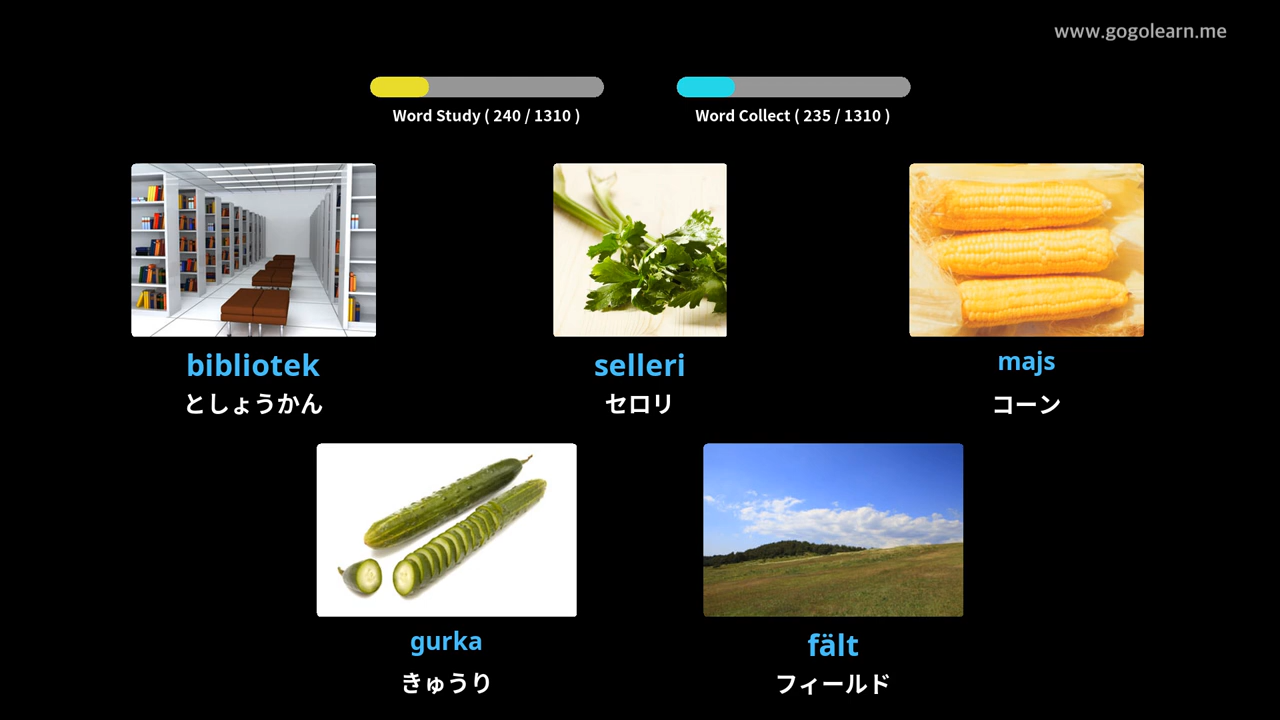 www.gogolearn.me
Word Study ( 240 / 1310 )
Word Collect ( 235 / 1310 )
bibliotek
としょうかん
selleri
セロリ
majs
コーン
gurka
きゅうり
fält
フィールド